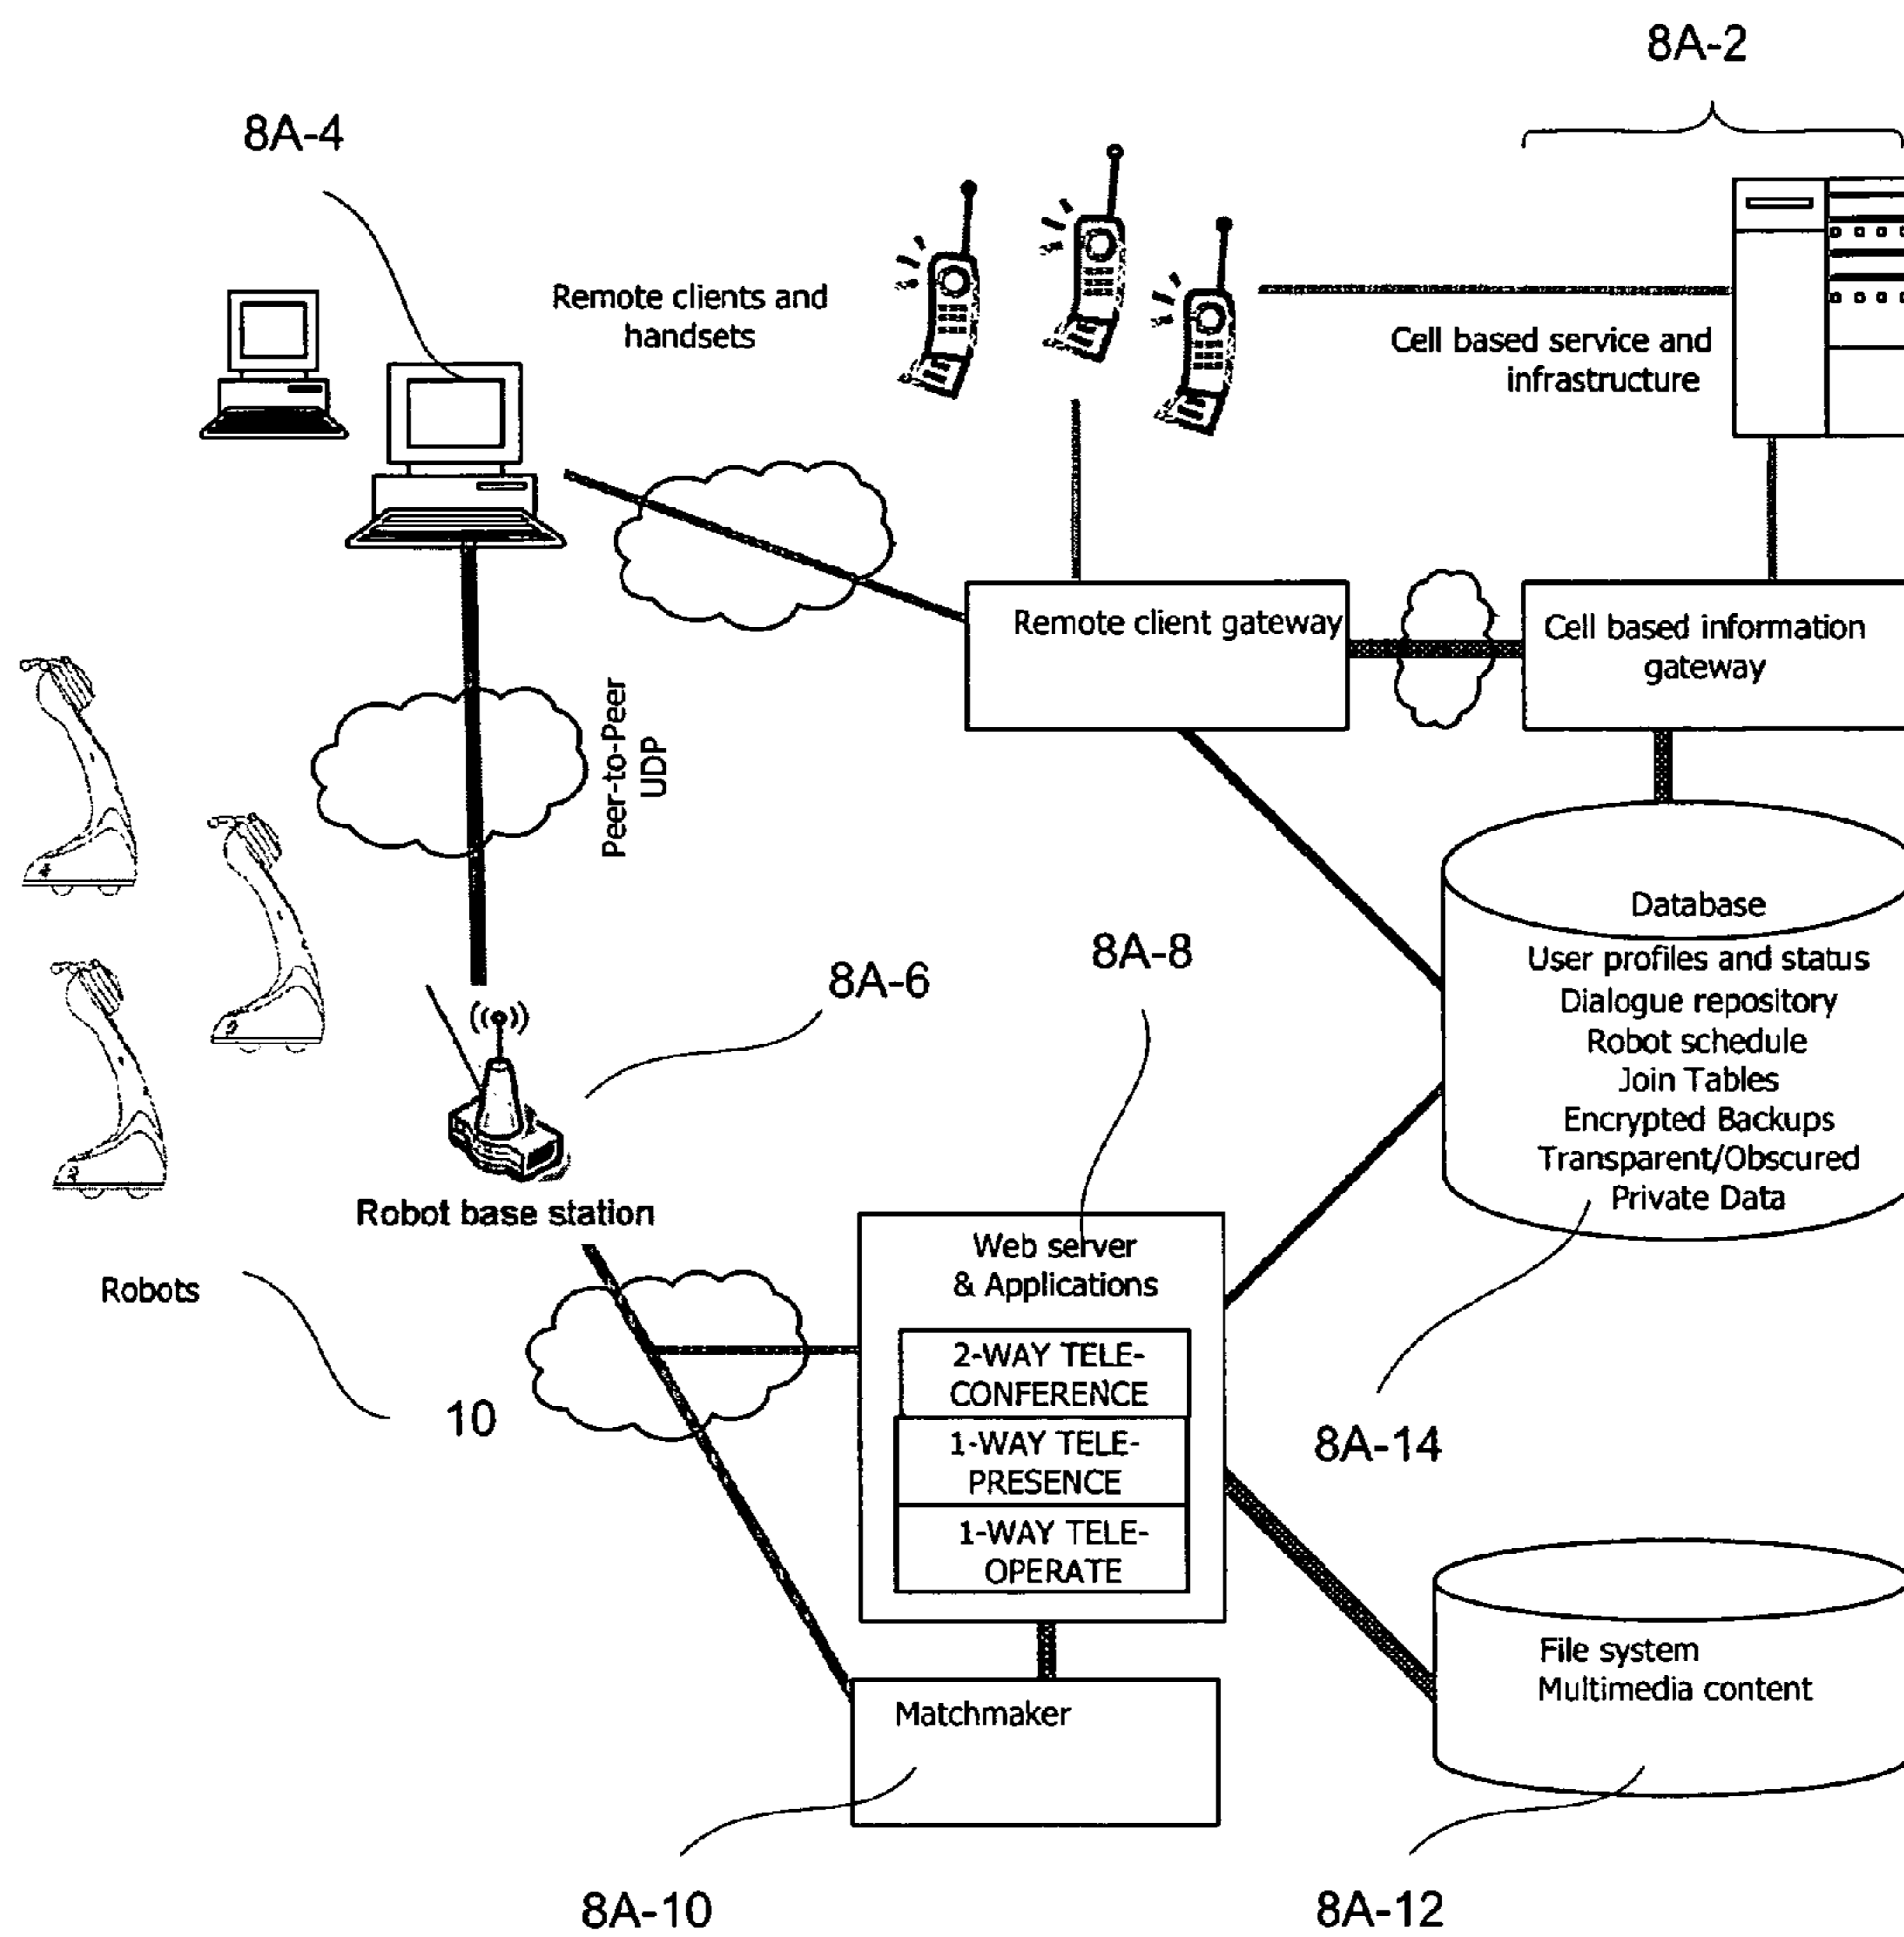 8A-2
8A-4
Remote clients and
handsets
Cell based service and
infrastructure
Remote client gateway
Cell based information
gateway
Peer-to-Peer
UDP
Database
User profiles and status
Dialogue repository
Robot schedule
Join Tables
Encrypted Backups
Transparent/Obscured
Private Data
8A-8
8A-6
Robot base station
Web server
& Applications
Robots
2-WAY TELE-
CONFERENCE
10
1-WAY TELE-
PRESENCE
8A-14
1-WAY TELE-
OPERATE
File system
Multimedia content
Matchmaker
8A-10
8A-12